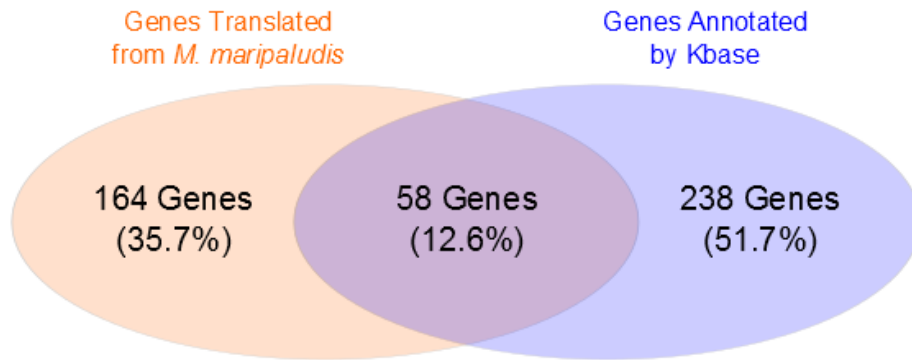 Genes Translated
from M. maripaludis
Genes Annotated
by Kbase
164 Genes
(35.7%)
58 Genes
(12.6%)
238 Genes
(51.7%)